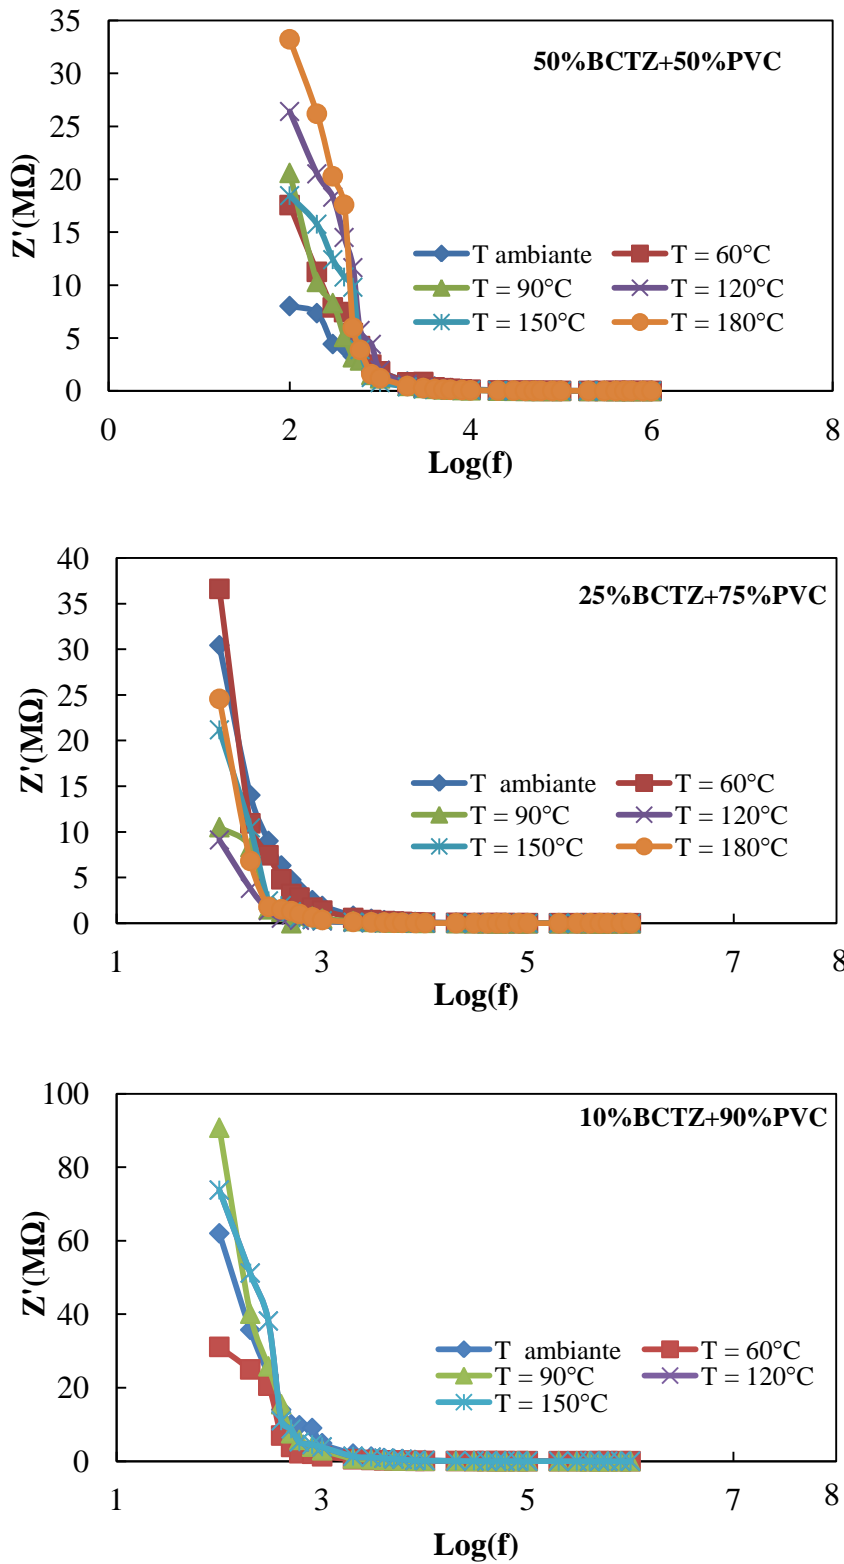 35
50%BCTZ+50%PVC
30
25
20
15
10
5
0
Z'(MΩ)
T ambiante T = 60°C
T = 90°C T = 120°C
T = 150°C T = 180°C
0 2 4 6 8
Log(f)
40
25%BCTZ+75%PVC
35
30
25
20
15
10
5
0
Z'(MΩ)
T ambiante T = 60°C
T = 90°C T = 120°C
T = 150°C T = 180°C
1 3 5 7 8
Log(f)
100
10%BCTZ+90%PVC
80
60
40
20
0
Z'(MΩ)
T ambiante T = 60°C
T = 90°C T = 120°C
T = 150°C
1 3 5 7 8
Log(f)